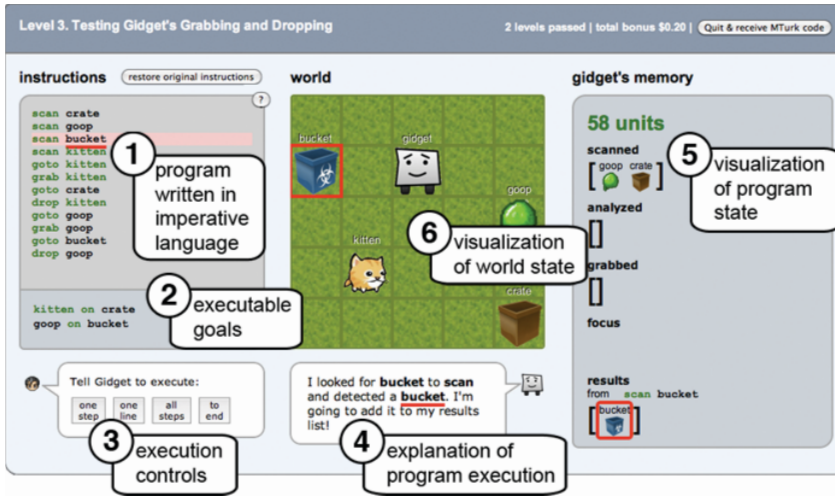 Level 3. Testing Gidget's Grabbing and Dropping
2 levels passed | total bonus $0.20 | Quit & receive MTurk code
instructions
restore original instructions
?
scan crate
scan goop
scan bucket
scan kitten
goto kitten
grab kitten
goto crate
drop kitten
goto goop
grab goop
goto bucket
drop goop
1
program
written in
imperative
language
kitten on crate
goop on bucket
2
executable
goals
Tell Gidget to execute:
one step
one line
all steps
to end
3
execution
controls
world
bucket
gidget
goop
kitten
crate
6
visualization
of world state
I looked for bucket to scan
and detected a bucket. I'm
going to add it to my results
list!
4
explanation of
program execution
gidget's memory
58 units
scanned
[ goop crate ]
analyzed
[]
grabbed
[]
focus
results
from scan bucket
[ bucket ]
5
visualization
of program
state